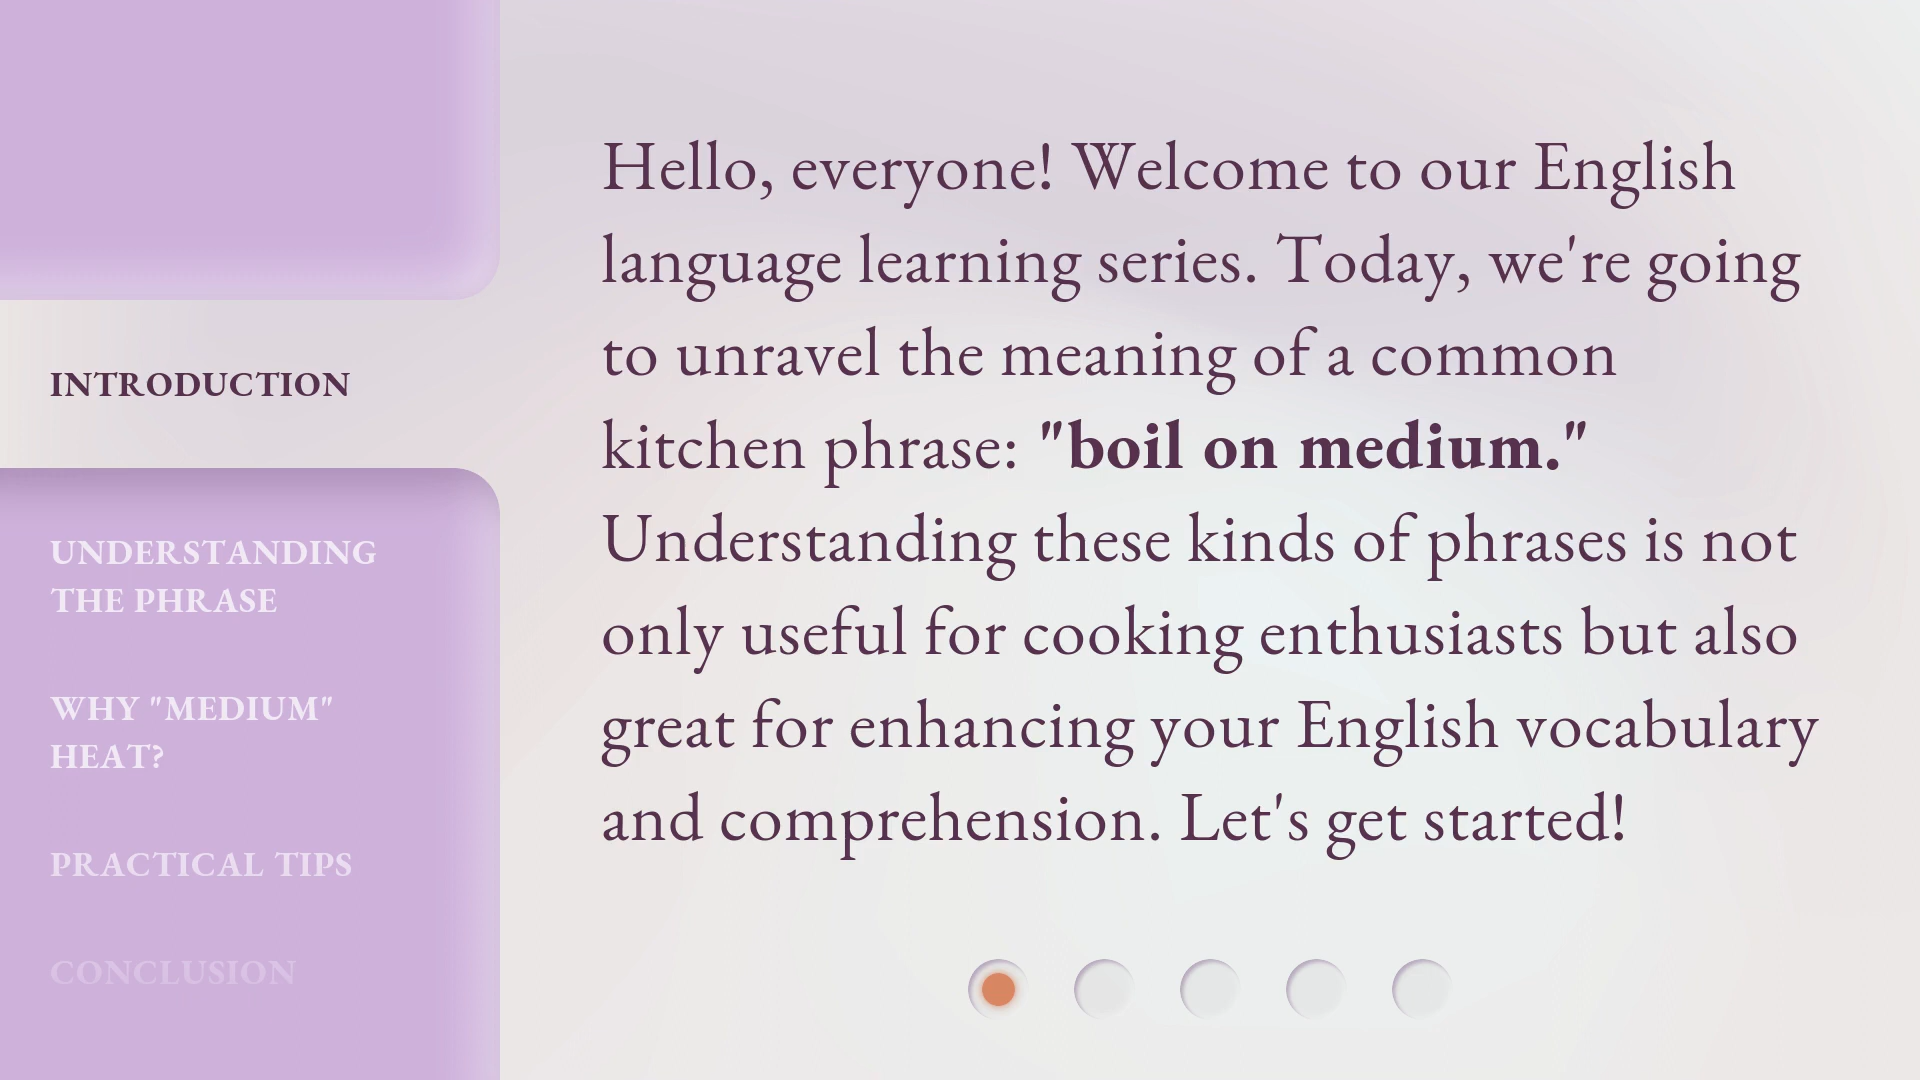 INTRODUCTION
UNDERSTANDING
THE PHRASE
WHY "MEDIUM"
HEAT?
PRACTICAL TIPS
CONCLUSION
Hello, everyone! Welcome to our English
language learning series. Today, we're going
to unravel the meaning of a common
kitchen phrase: "boil on medium."
Understanding these kinds of phrases is not
only useful for cooking enthusiasts but also
great for enhancing your English vocabulary
and comprehension. Let's get started!